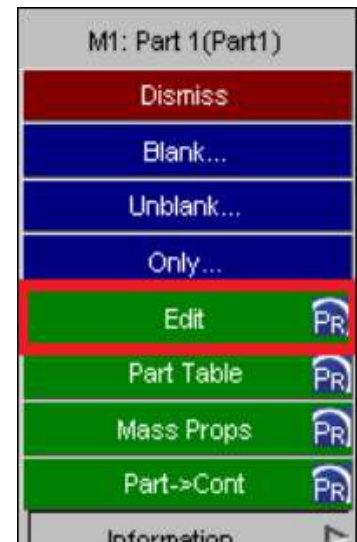 M1: Part 1(Part1)
Dismiss
Blank...
Unblank...
Only...
Edit PR
Part Table PR
Mass Props PR
Part->Cont PR
Information